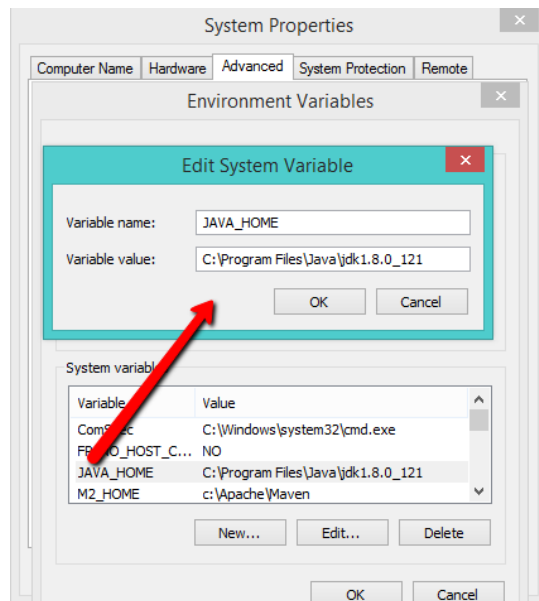 System Properties
Computer Name Hardware Advanced System Protection Remote
Environment Variables
Edit System Variable
Variable name: JAVA_HOME
Variable value: C:\Program Files\Java\jdk1.8.0_121
OK Cancel
System variab
Variable Value
ComSpec C:\Windows\system32\cmd.exe
NO
JAVA_HOME C:\Program Files\Java\jdk1.8.0_121
M2_HOME c:\Apache\Maven
New... Edit... Delete
OK Cancel